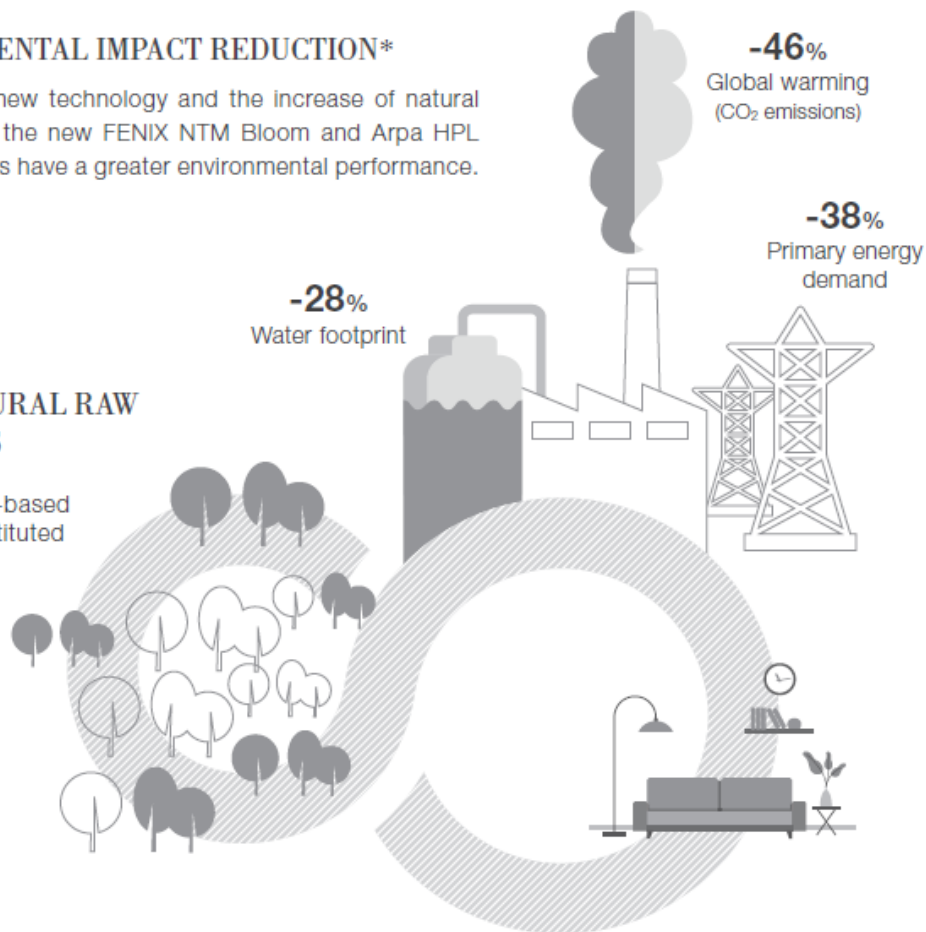 ENTAL IMPACT REDUCTION*
new technology and the increase of natural
the new FENIX NTM Bloom and Arpa HPL
s have a greater environmental performance.
-46%
Global warming
(CO₂ emissions)
-38%
Primary energy
demand
-28%
Water footprint
URAL RAW
-based
tituted